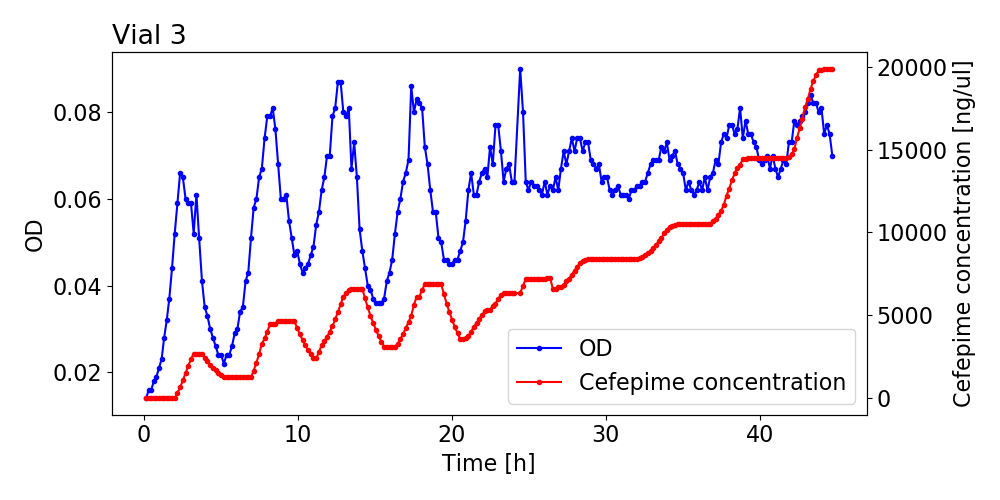 Vial 3
OD
0.08
0.06
0.04
0.02
20000
15000
10000
5000
0
Cefepime concentration [ng/ul]
OD
Cefepime concentration
0
10
20
30
40
Time [h]